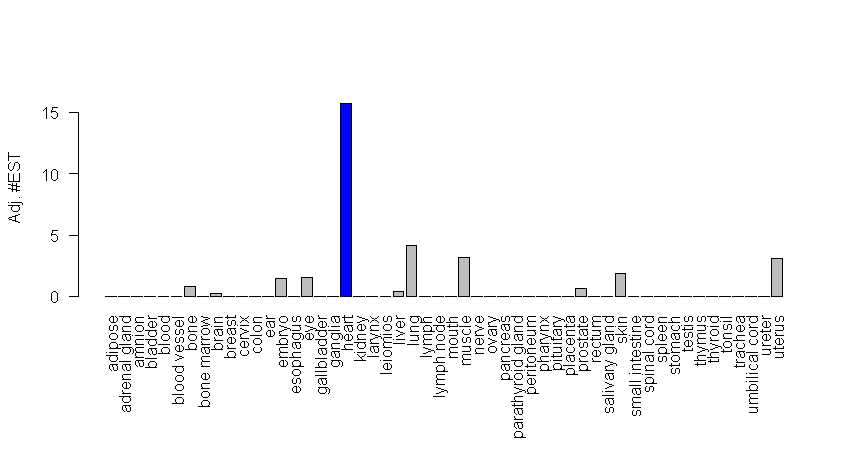 Adj. #EST
15
10
5
0
adipose
adrenal gland
amnion
bladder
blood
blood vessel
bone
bone marrow
brain
breast
cervix
colon
ear
embryo
esophagus
eye
gallbladder
ganglia
heart
kidney
larynx
leiomios
liver
lung
lymph
lymph node
mouth
muscle
nerve
ovary
pancreas
parathyroid gland
peritoneum
pharynx
pituitary
placenta
prostate
rectum
salivary gland
skin
small intestine
spinal cord
spleen
stomach
testis
thymus
thyroid
tonsil
trachea
umbilical cord
ureter
uterus